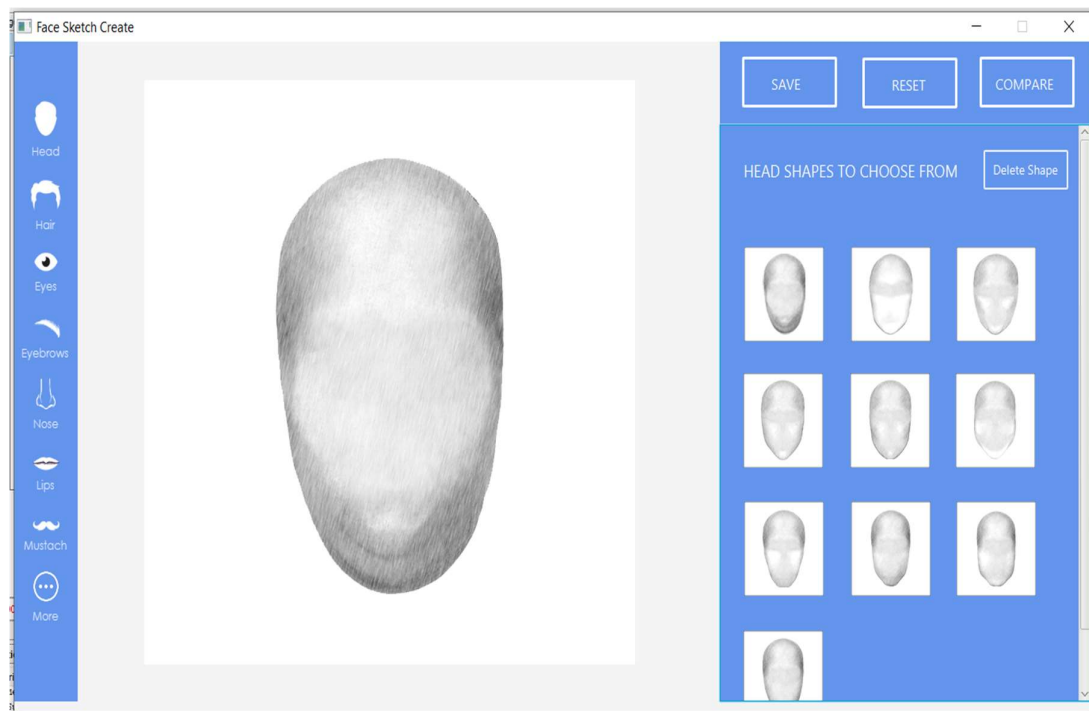 Face Sketch Create
SAVE
RESET
COMPARE
Head
Hair
Eyes
Eyebrows
Nose
Lips
Mustach
More
HEAD SHAPES TO CHOOSE FROM
Delete Shape